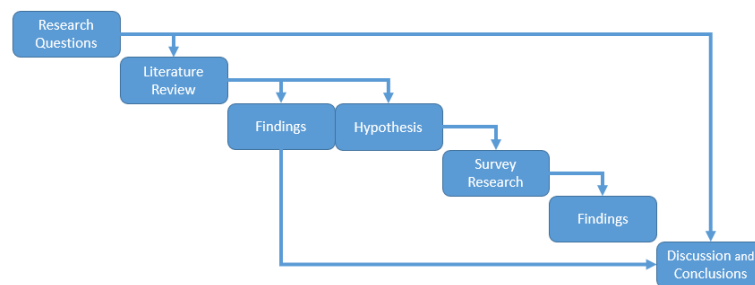 Research
Questions
Literature
Review
Findings
Hypothesis
Survey
Research
Findings
Discussion and
Conclusions